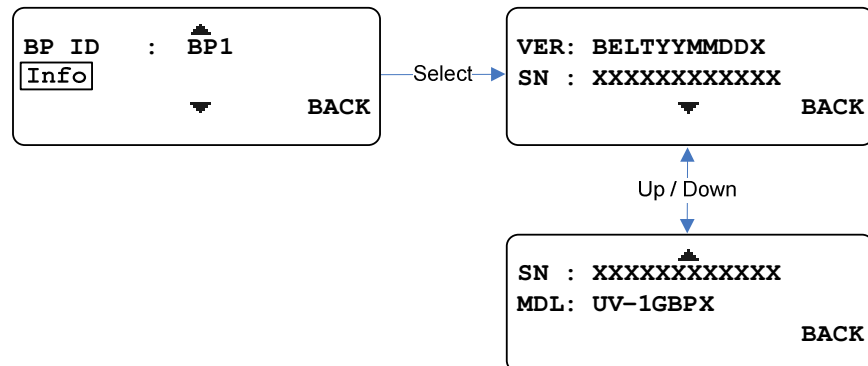 BP ID : BP1
Info
BACK
Select
VER: BELTYYMMDDX
SN : XXXXXXXXXXXX
BACK
Up / Down
SN : XXXXXXXXXXXX
MDL: UV-1GBPX
BACK